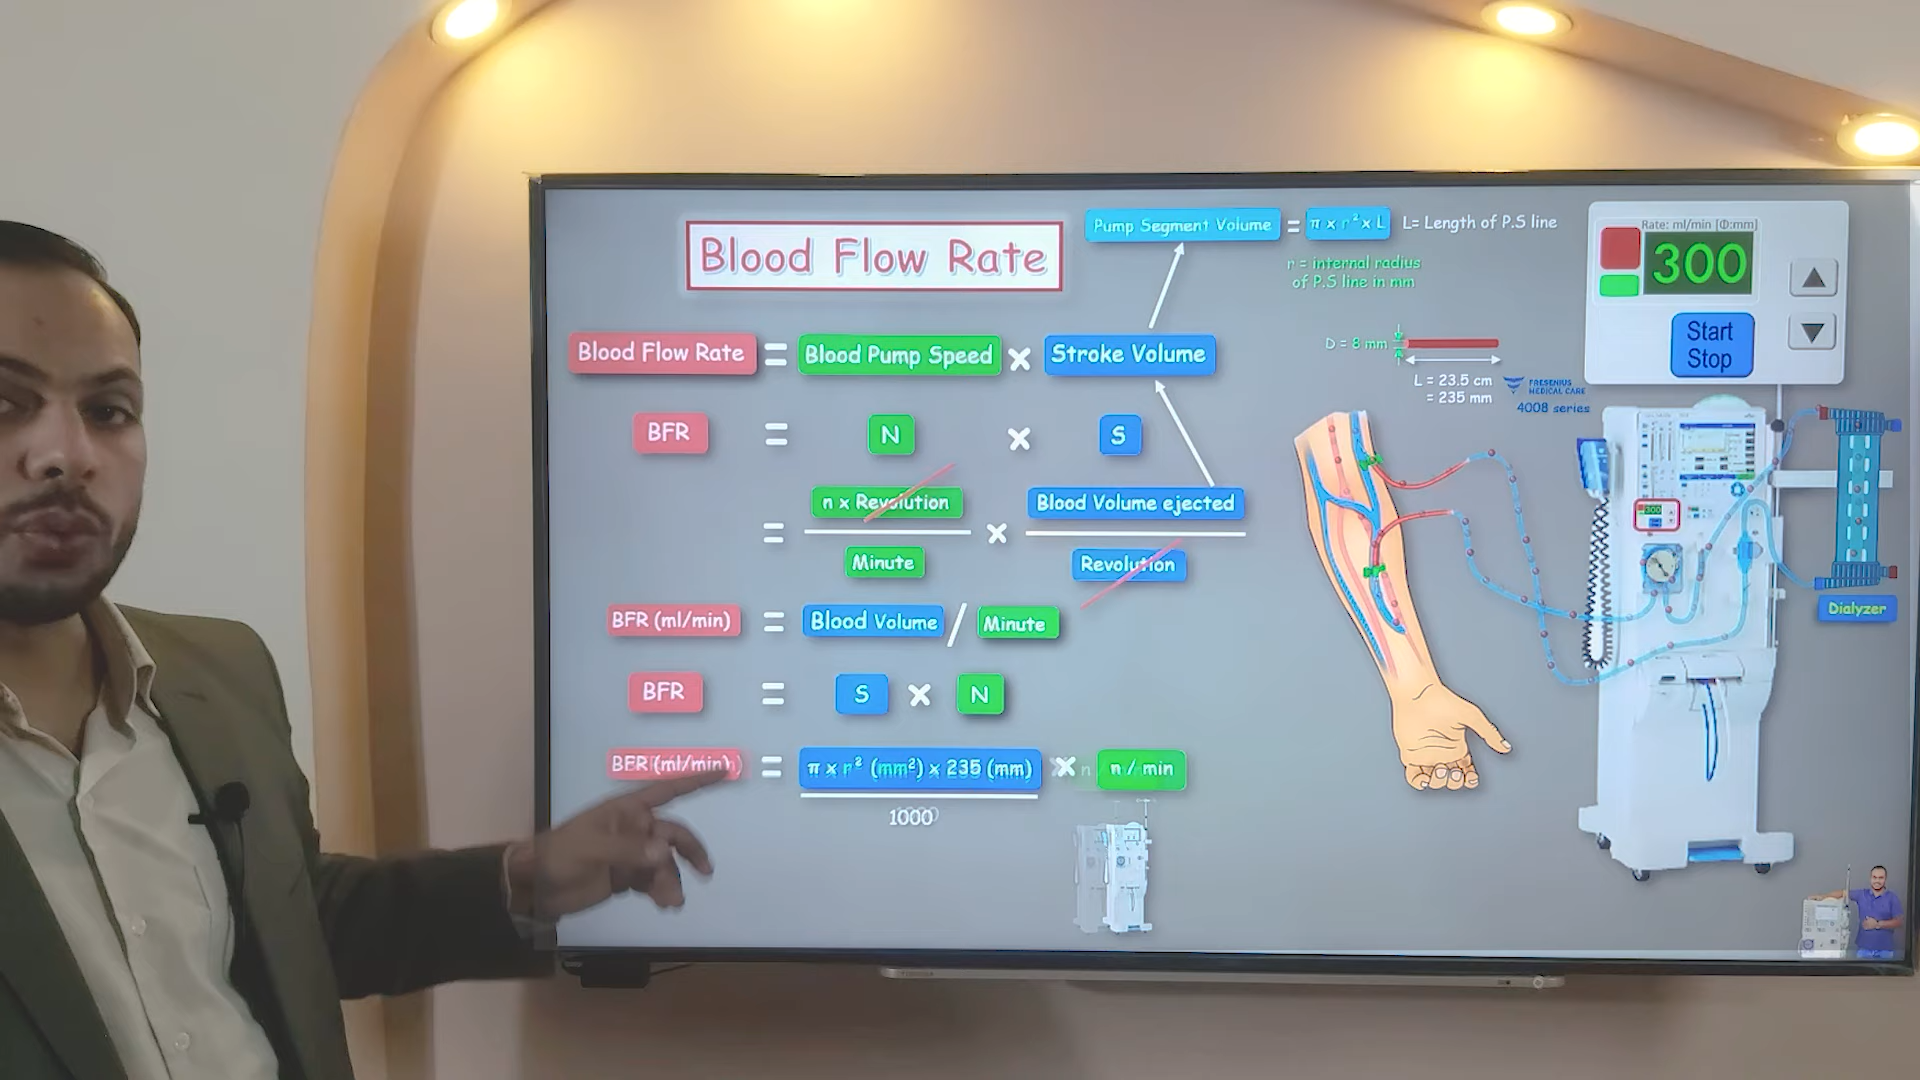 Blood Flow Rate
Pump Segment Volume = π x r² x L L= Length of P.S line
r = internal radius
of P.S line in mm
Rate: ml/min [Φ:mm]
300
Start
Stop
Blood Flow Rate = Blood Pump Speed × Stroke Volume
D = 8 mm
L = 23.5 cm
= 235 mm
FRESENIUS
MEDICAL CARE
4008 series
BFR = N × S
= n x Revolution × Blood Volume ejected
Minute Revolution
BFR (ml/min) = Blood Volume / Minute
BFR = S × N
BFR (ml/min) = π x r² (mm²) x 235 (mm) × n / min
1000
300
Dialyzer
TOSHIBA